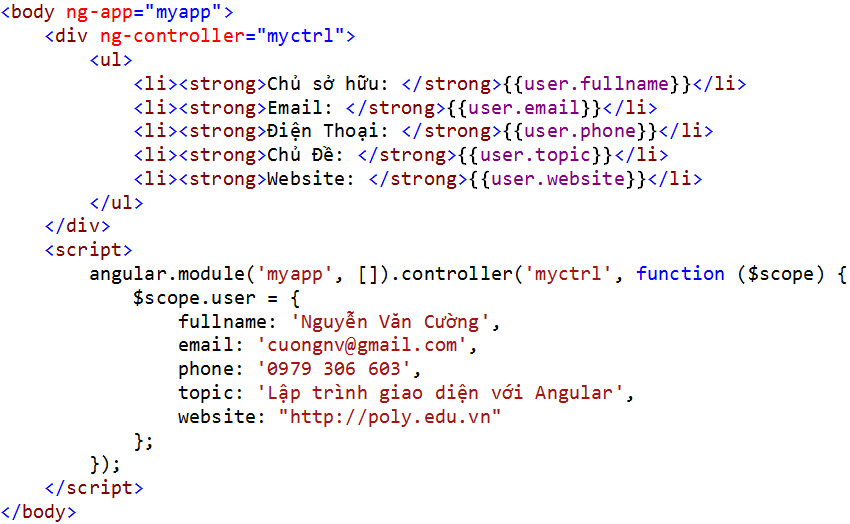 <body ng-app="myapp">
<div ng-controller="myctrl">
<ul>
<li><strong>Chủ sở hữu: </strong>{{user.fullname}}</li>
<li><strong>Email: </strong>{{user.email}}</li>
<li><strong>Điện Thoại: </strong>{{user.phone}}</li>
<li><strong>Chủ Đề: </strong>{{user.topic}}</li>
<li><strong>Website: </strong>{{user.website}}</li>
</ul>
</div>
<script>
angular.module('myapp', []).controller('myctrl', function ($scope) {
$scope.user = {
fullname: 'Nguyễn Văn Cường',
email: 'cuongnv@gmail.com',
phone: '0979 306 603',
topic: 'Lập trình giao diện với Angular',
website: "http://poly.edu.vn"
};
});
</script>
</body>